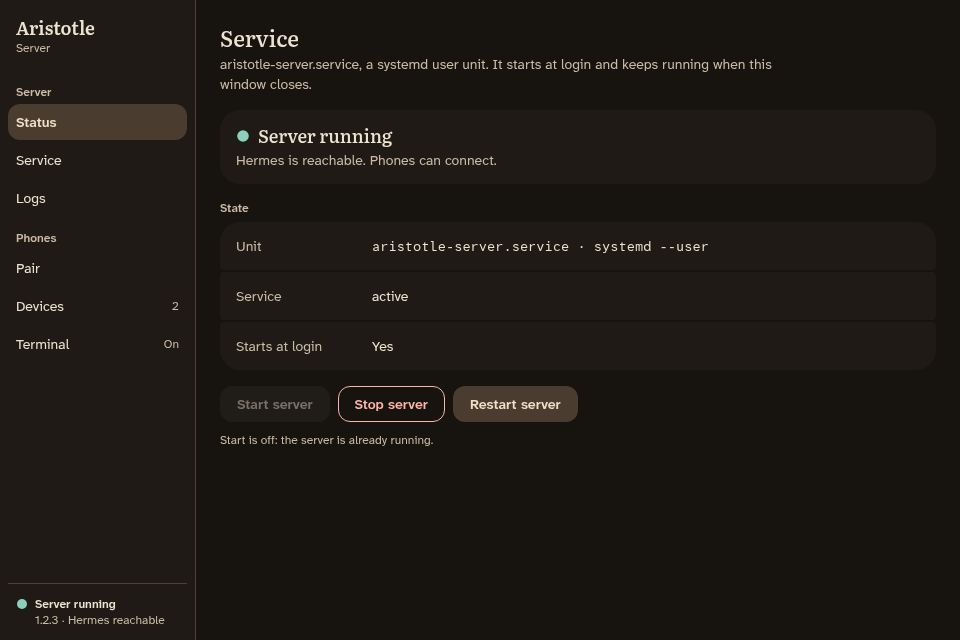 Aristotle
Server
Server
Status
Service
Logs
Phones
Pair
Devices 2
Terminal On
Server running
1.2.3 · Hermes reachable
Service
aristotle-server.service, a systemd user unit. It starts at login and keeps running when this
window closes.
Server running
Hermes is reachable. Phones can connect.
State
Unit aristotle-server.service · systemd --user
Service active
Starts at login Yes
Start server Stop server Restart server
Start is off: the server is already running.